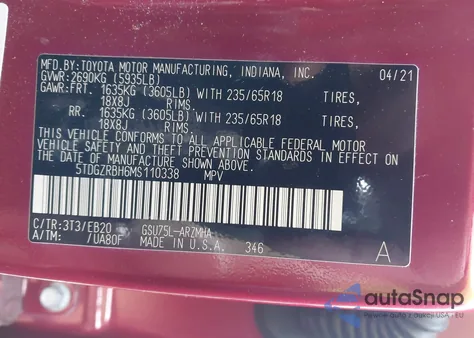 MFD.BY: TOYOTA MOTOR MANUFACTURING, INDIANA, INC. 04/21
GVWR: 2690KG (5935LB)
GAWR: FRT. 1635KG (3605LB) WITH 235/65R18 TIRES,
18X8J RIMS,
RR. 1635KG (3605LB) WITH 235/65R18 TIRES,
18X8J RIMS,
THIS VEHICLE CONFORMS TO ALL APPLICABLE FEDERAL MOTOR
VEHICLE SAFETY AND THEFT PREVENTION STANDARDS IN EFFECT
ON THE DATE OF MANUFACTURE SHOWN ABOVE.
5TDGZRBH6MS110338 MPV
C/TR: 3T3/EB20 GSU75L-ARZMHA
A/TM: /UA80F MADE IN U.S.A. 346 A
autoSnap